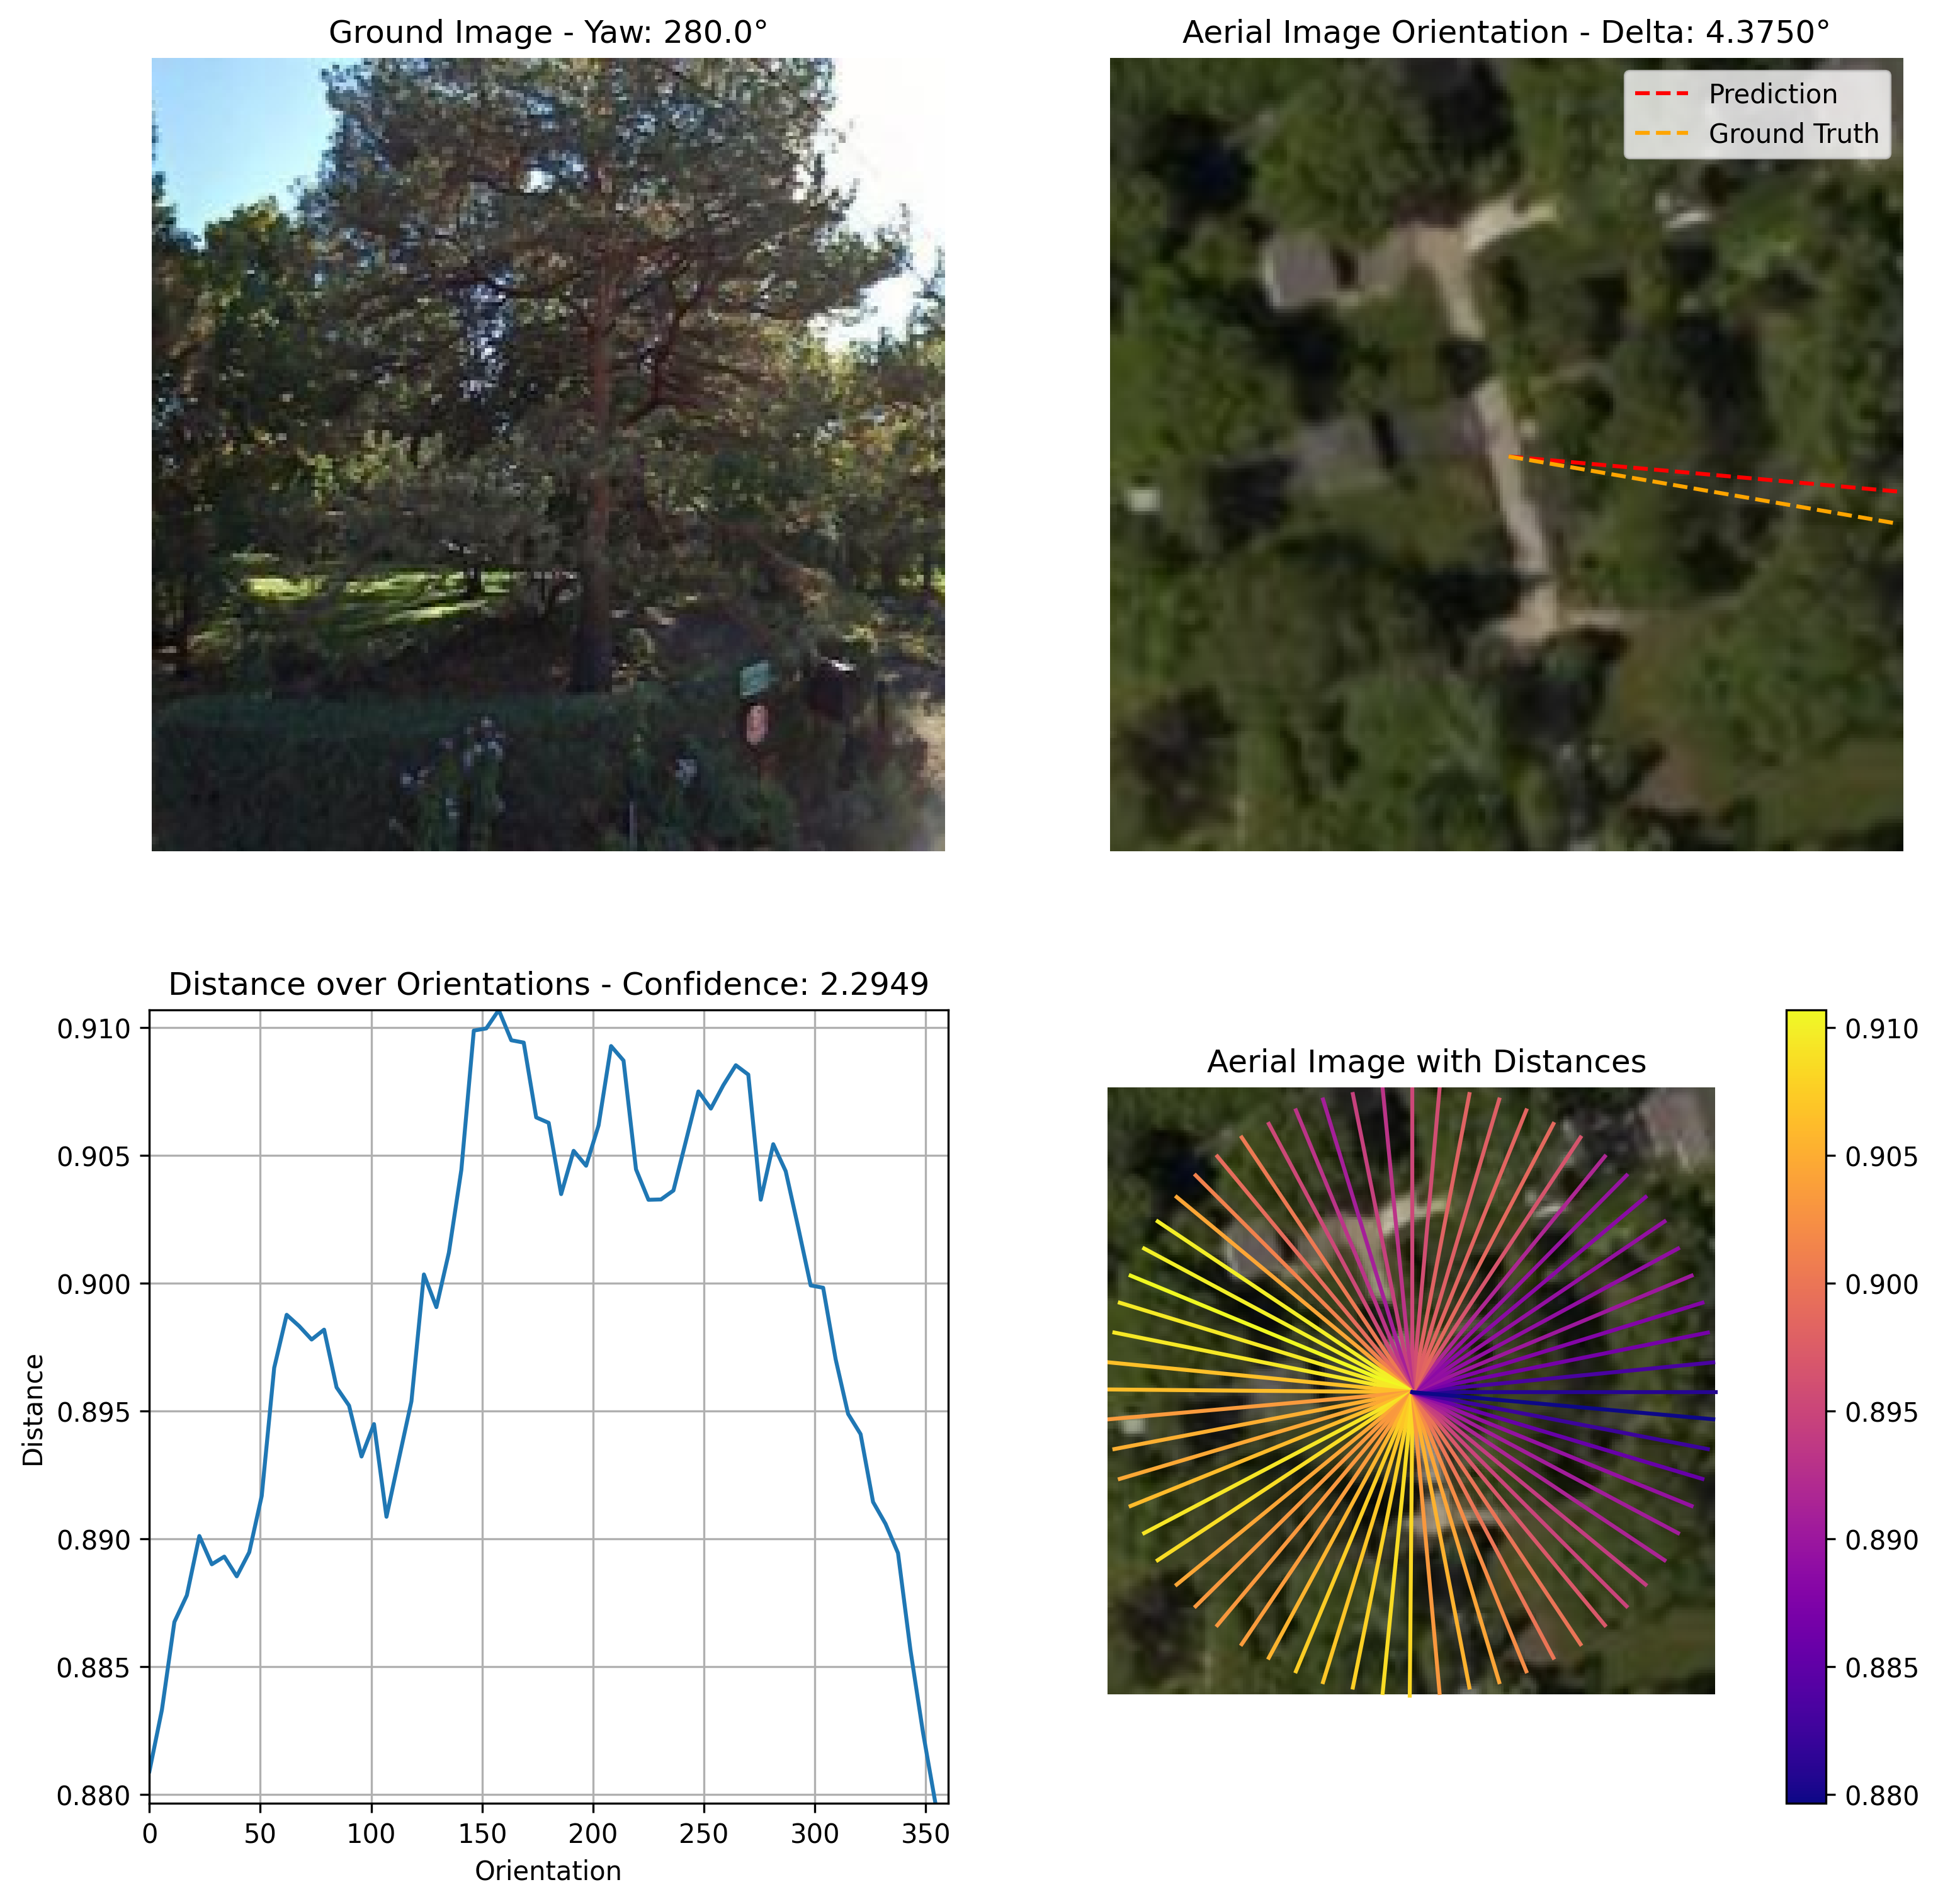 Ground Image - Yaw: 280.0°
Aerial Image Orientation - Delta: 4.3750°
Prediction
Ground Truth
Distance over Orientations - Confidence: 2.2949
0.910
0.905
0.900
0.895
0.890
0.885
0.880
Distance
0 50 100 150 200 250 300 350
Orientation
Aerial Image with Distances
0.910
0.905
0.900
0.895
0.890
0.885
0.880